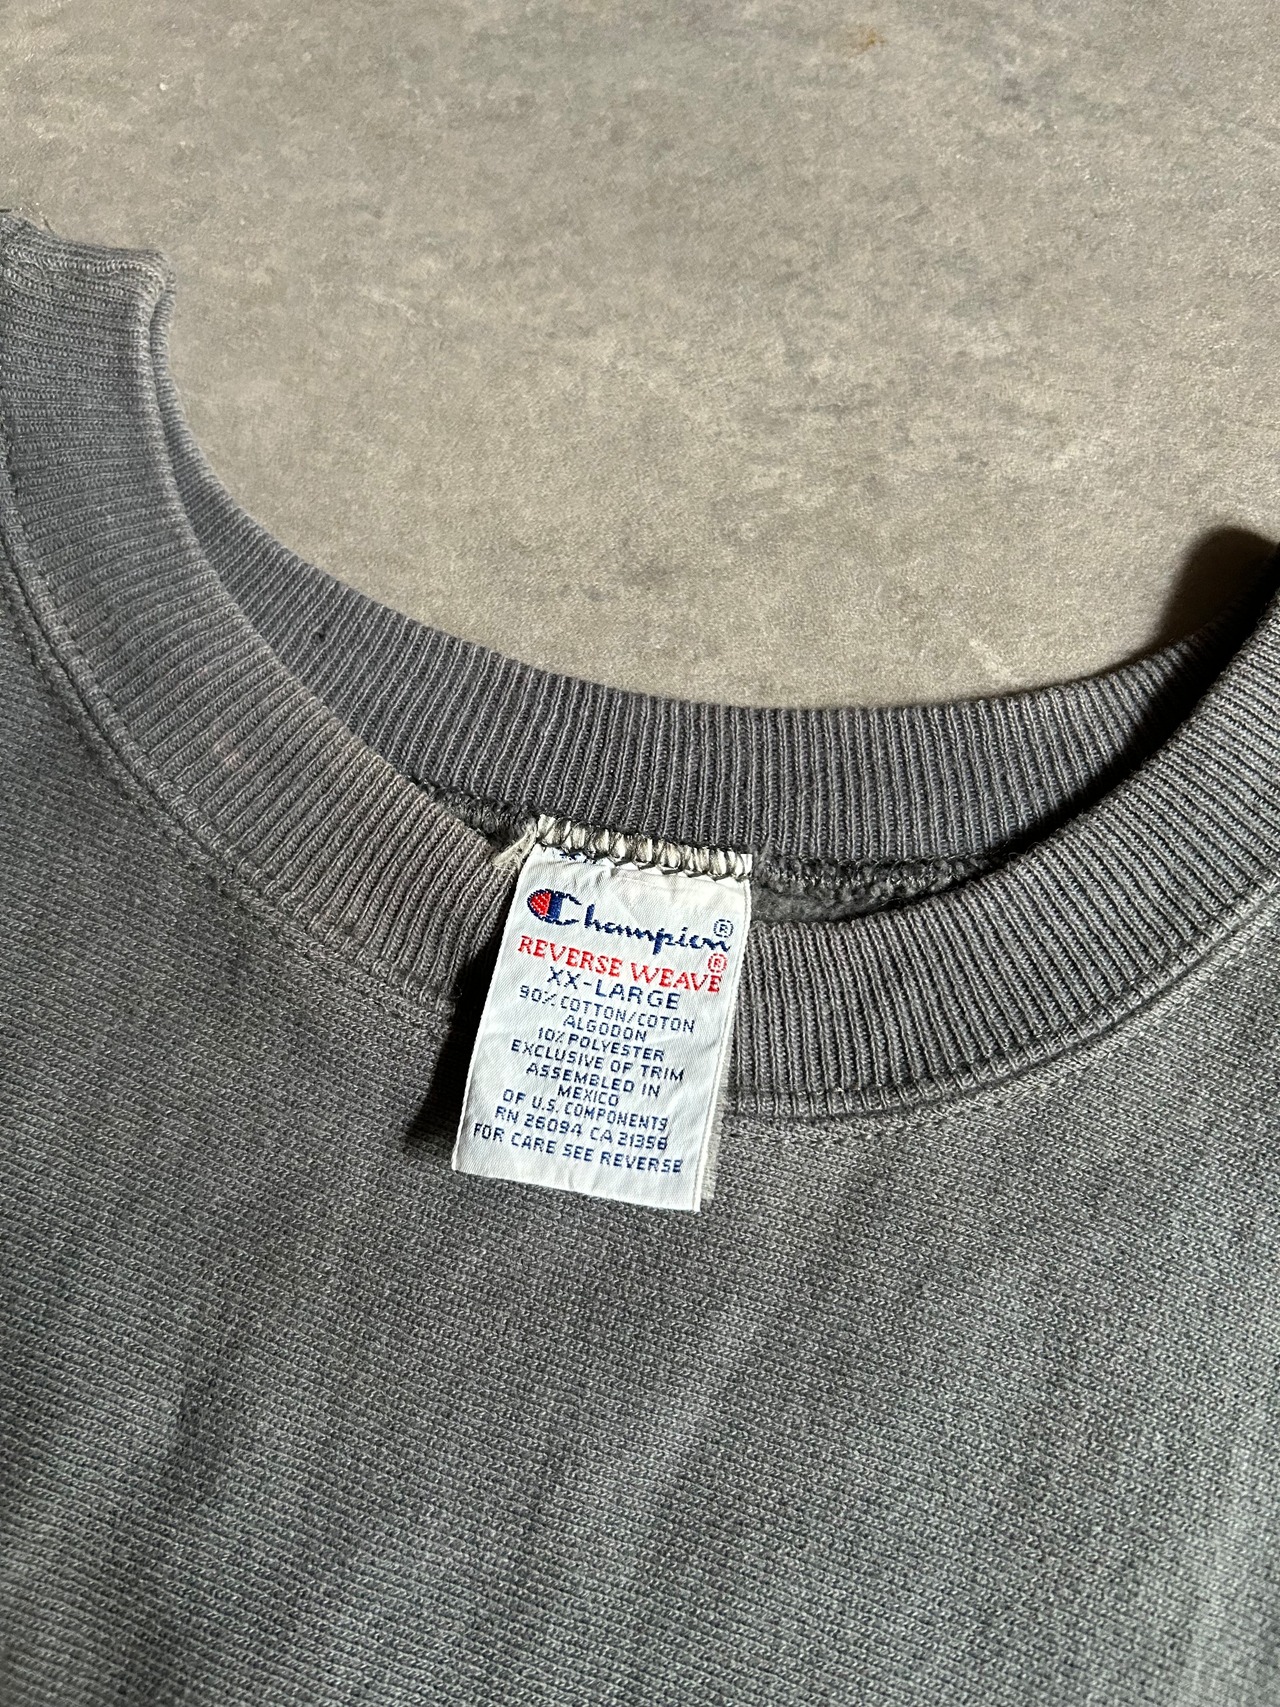 Champion®
REVERSE WEAVE®
XX-LARGE
90% COTTON/COTON
ALGODON
10% POLYESTER
EXCLUSIVE OF TRIM
ASSEMBLED IN
MEXICO
OF U.S. COMPONENTS
RN 26094 CA 21356
FOR CARE SEE REVERSE